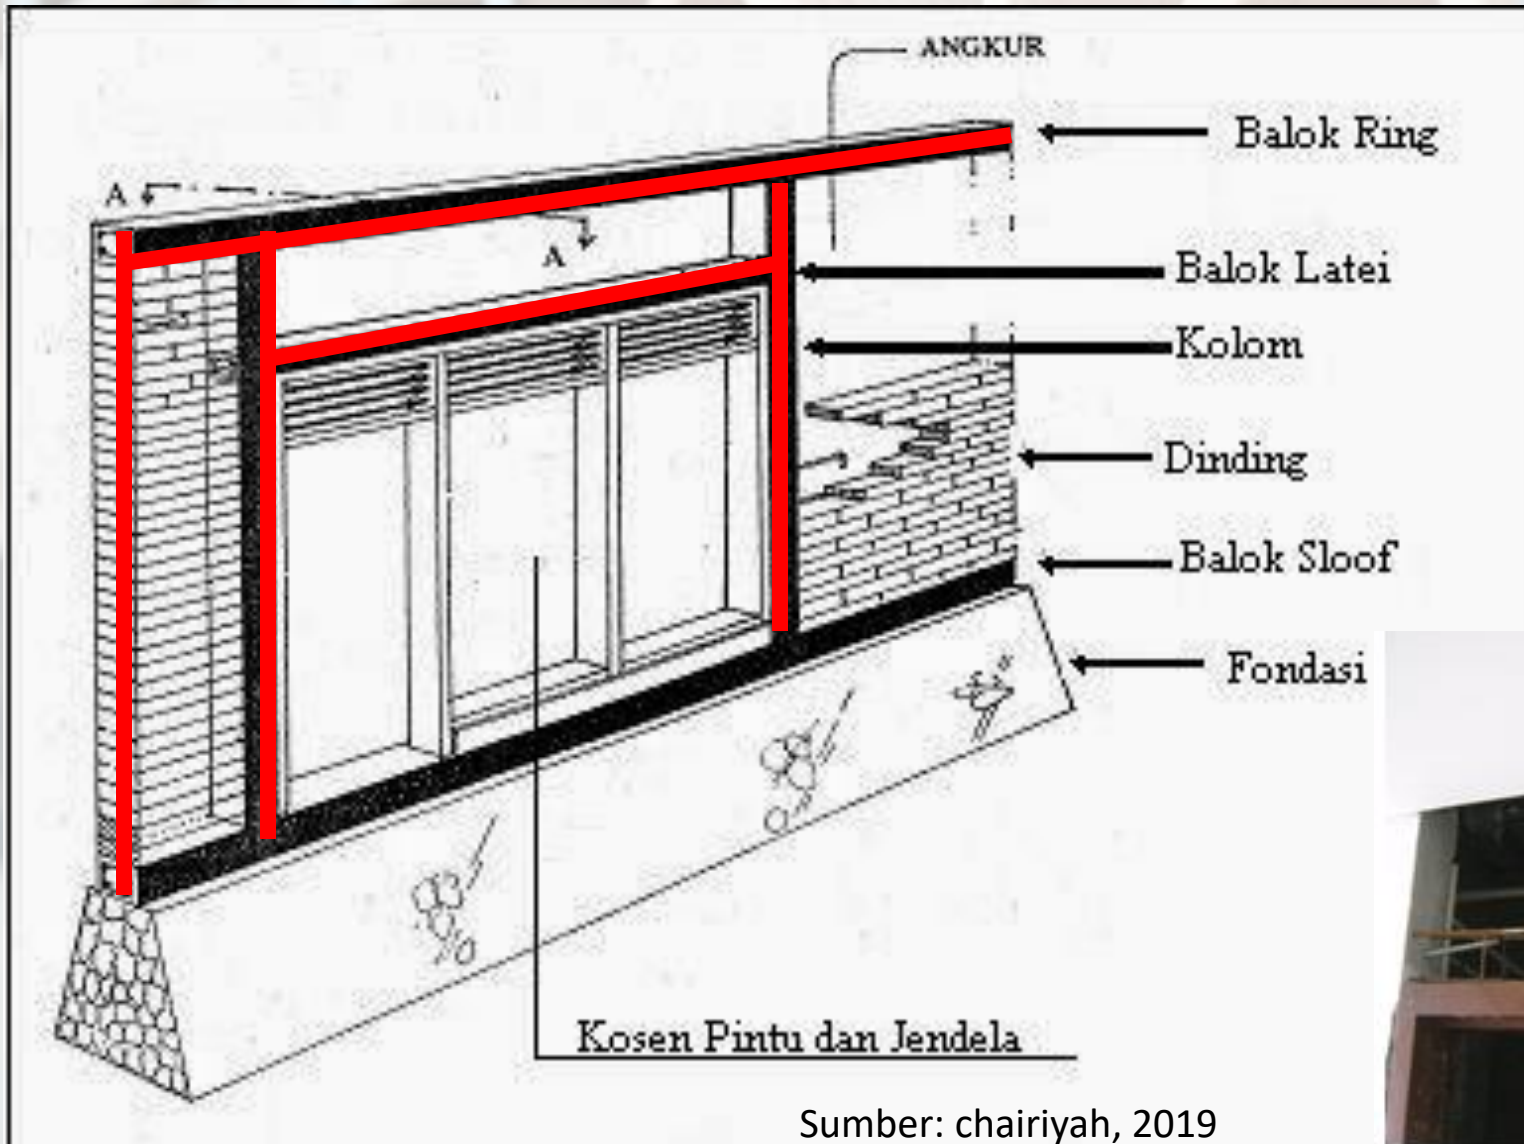 ANGKUR
Balok Ring
A
A
Balok Latei
Kolom
Dinding
Balok Sloof
Fondasi
Kosen Pintu dan Jendela
Sumber: chairiyah, 2019